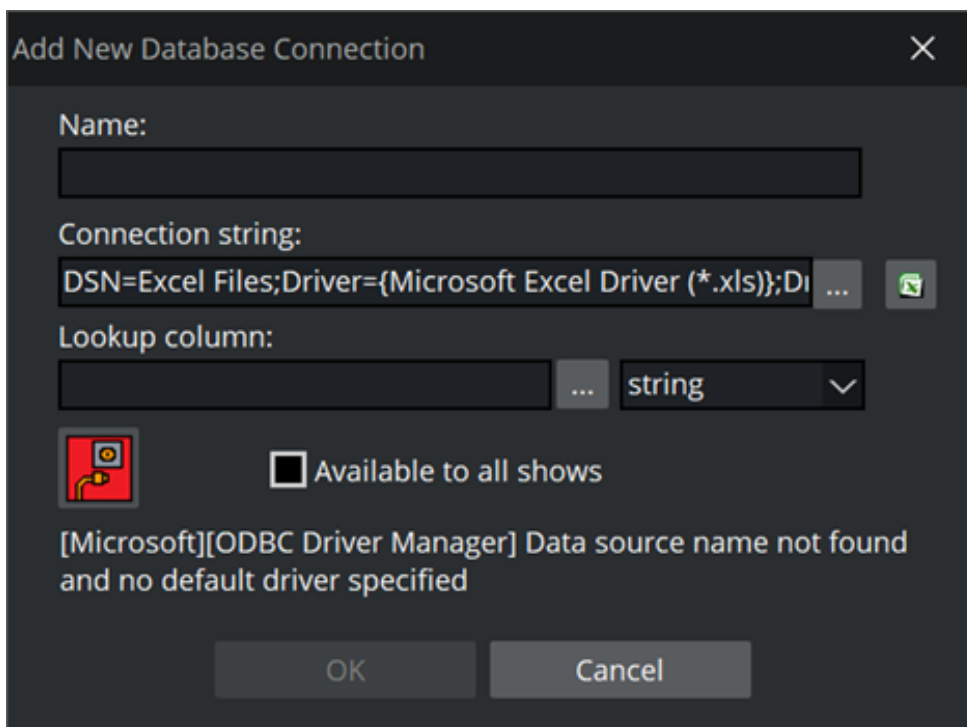 Add New Database Connection
Name:
Connection string:
DSN=Excel Files;Driver={Microsoft Excel Driver (*.xls)};
...
Lookup column:
...
string
Available to all shows
[Microsoft][ODBC Driver Manager] Data source name not found
and no default driver specified
OK
Cancel